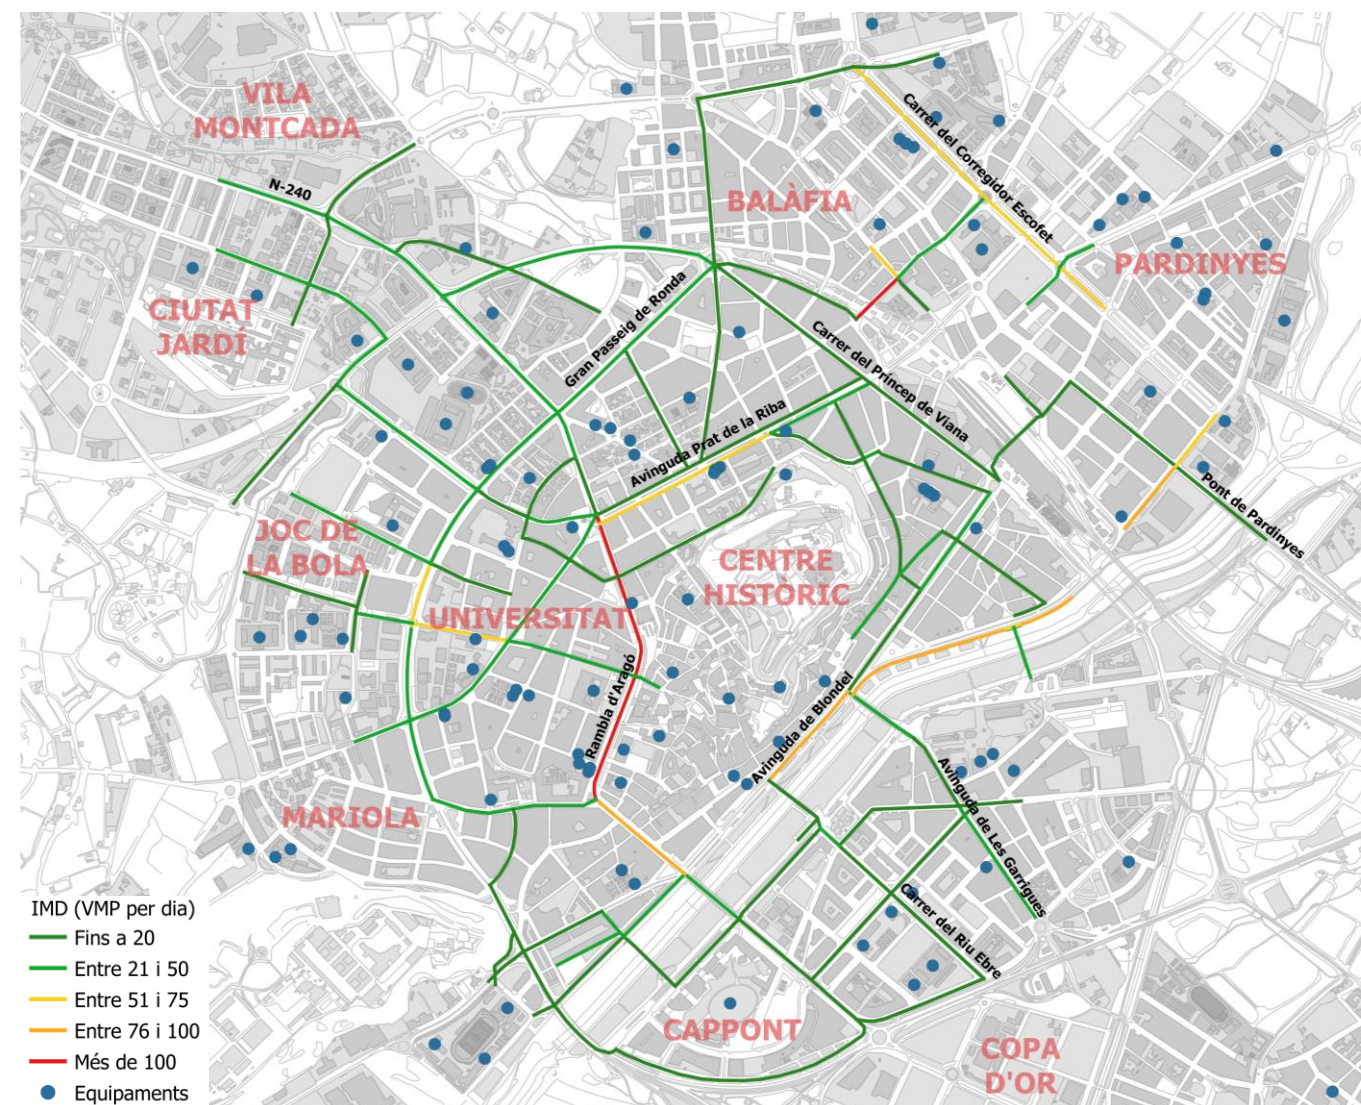 VILA
MONTCADA
N-240
CIUTAT
JARDÍ
Gran Passeig de Ronda
BALÀFIA
Carrer del Corregidor Escofet
PARDINYES
Carrer del Príncep de Viana
Avinguda Prat de la Riba
Pont de Pardinyes
JOC DE
LA BOLA
UNIVERSITAT
CENTRE
HISTÒRIC
Rambla d'Aragó
Avinguda de Blondel
Avinguda de Les Garrigues
MARIOLA
Carrer del Riu Ebre
CAPPONT
COPA
D'OR
IMD (VMP per dia)
Fins a 20
Entre 21 i 50
Entre 51 i 75
Entre 76 i 100
Més de 100
Equipaments